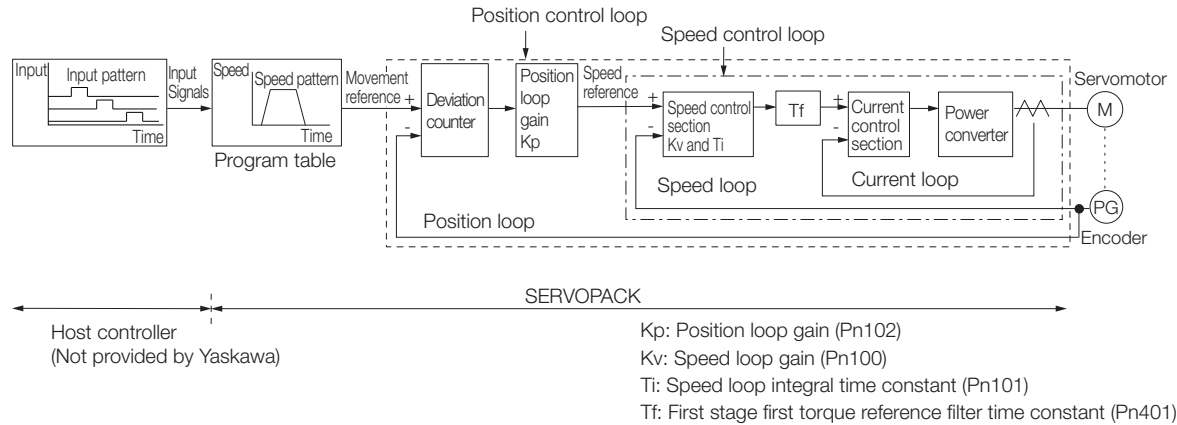 Position control loop
Speed control loop
Input
Input pattern
Time
Input
Signals
Speed
Speed pattern
Time
Program table
Movement
reference
+
-
Deviation
counter
Position
loop
gain
Kp
Speed
reference
+
-
Speed control
section
Kv and Ti
Tf
+
-
Current
control
section
Power
converter
Servomotor
M
Speed loop
Current loop
PG
Encoder
Position loop
SERVOPACK
Host controller
(Not provided by Yaskawa)
Kp: Position loop gain (Pn102)
Kv: Speed loop gain (Pn100)
Ti: Speed loop integral time constant (Pn101)
Tf: First stage first torque reference filter time constant (Pn401)